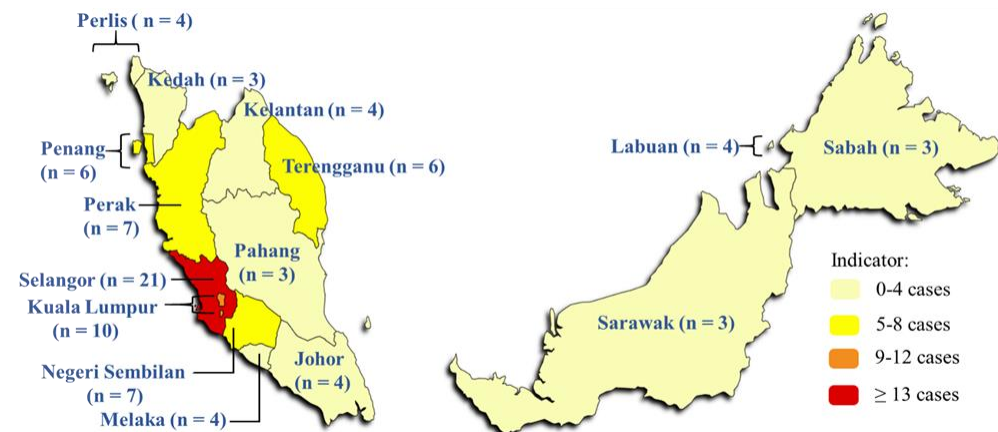 Perlis ( n = 4)
Kedah (n = 3)
Kelantan (n = 4)
Penang
(n = 6)
Terengganu (n = 6)
Perak
(n = 7)
Pahang
(n = 3)
Selangor (n = 21)
Kuala Lumpur
(n = 10)
Negeri Sembilan
(n = 7)
Johor
(n = 4)
Melaka (n = 4)
Labuan (n = 4)
Sabah (n = 3)
Sarawak (n = 3)
Indicator:
0-4 cases
5-8 cases
9-12 cases
≥ 13 cases